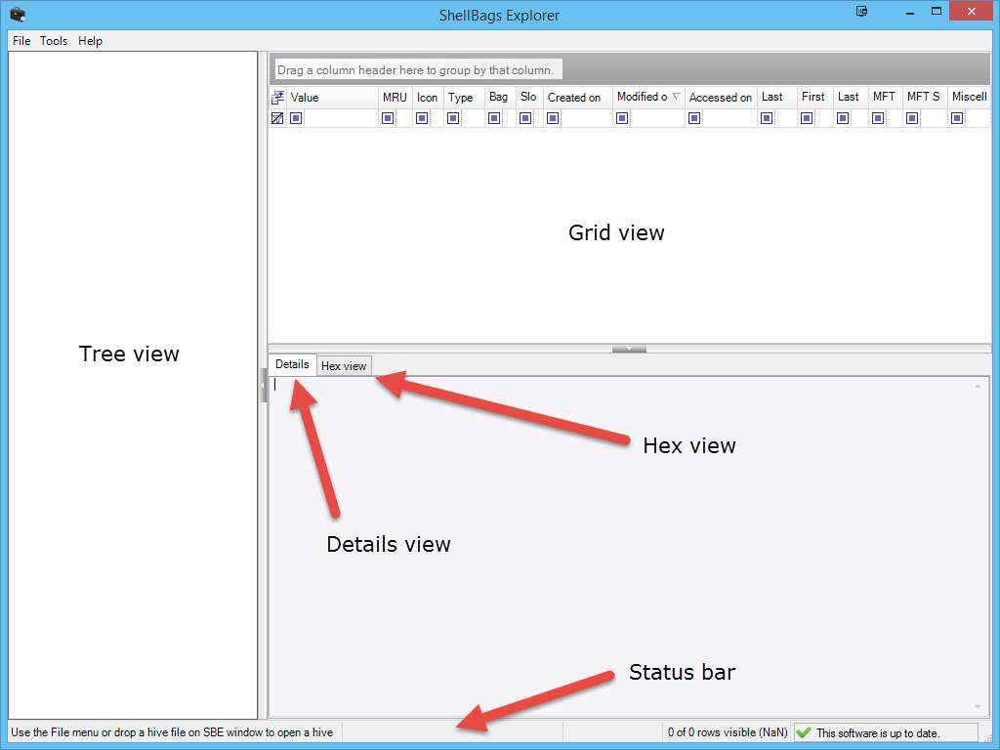 ShellBags Explorer
File Tools Help
Drag a column header here to group by that column.
Value MRU Icon Type Bag Slo Created on Modified o Accessed on Last First Last MFT MFT S Miscell
Grid view
Tree view
Details Hex view
Hex view
Details view
Status bar
Use the File menu or drop a hive file on SBE window to open a hive 0 of 0 rows visible (NaN) This software is up to date.